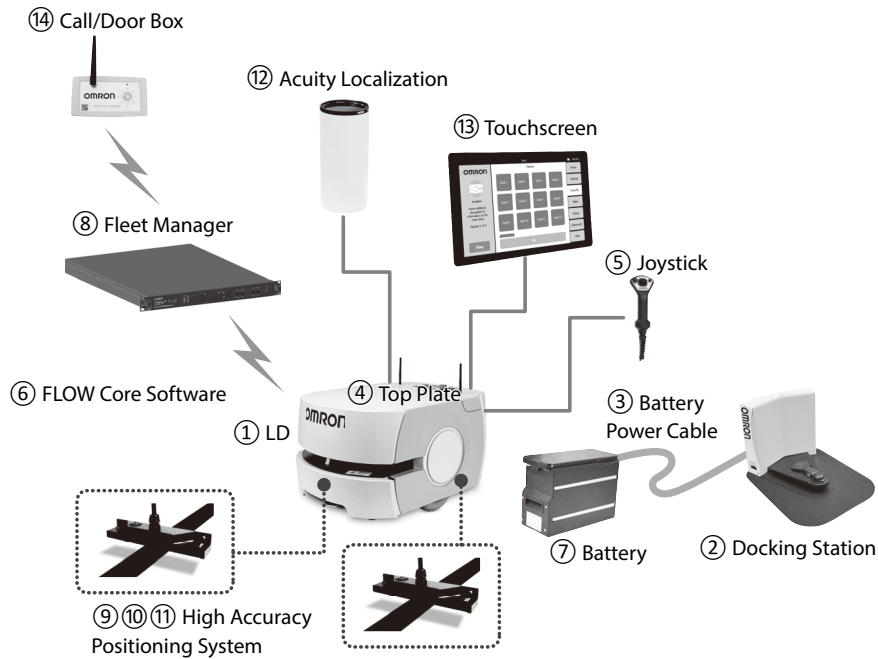 ⑭ Call/Door Box
OMRON
⑫ Acuity Localization
⑬ Touchscreen
OMRON
⑧ Fleet Manager
⑤ Joystick
⑥ FLOW Core Software
④ Top Plate
OMRON
① LD
③ Battery
Power Cable
OMRON
⑦ Battery
② Docking Station
⑨⑩⑪ High Accuracy
Positioning System